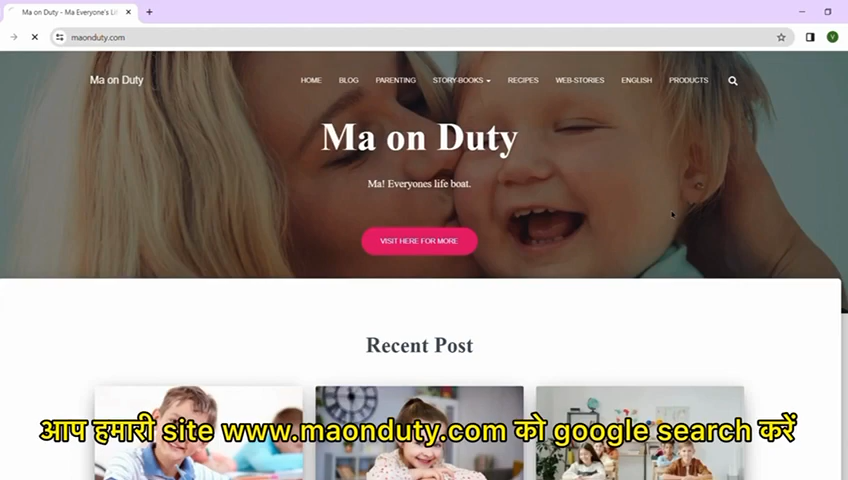 Ma on Duty - Ma Everyone's Li
maonduty.com
Ma on Duty
HOME BLOG PARENTING STORY-BOOKS RECIPES WEB-STORIES ENGLISH PRODUCTS
Ma on Duty
Ma! Everyones life boat.
VISIT HERE FOR MORE
Recent Post
आप हमारी site www.maonduty.com को google search करें